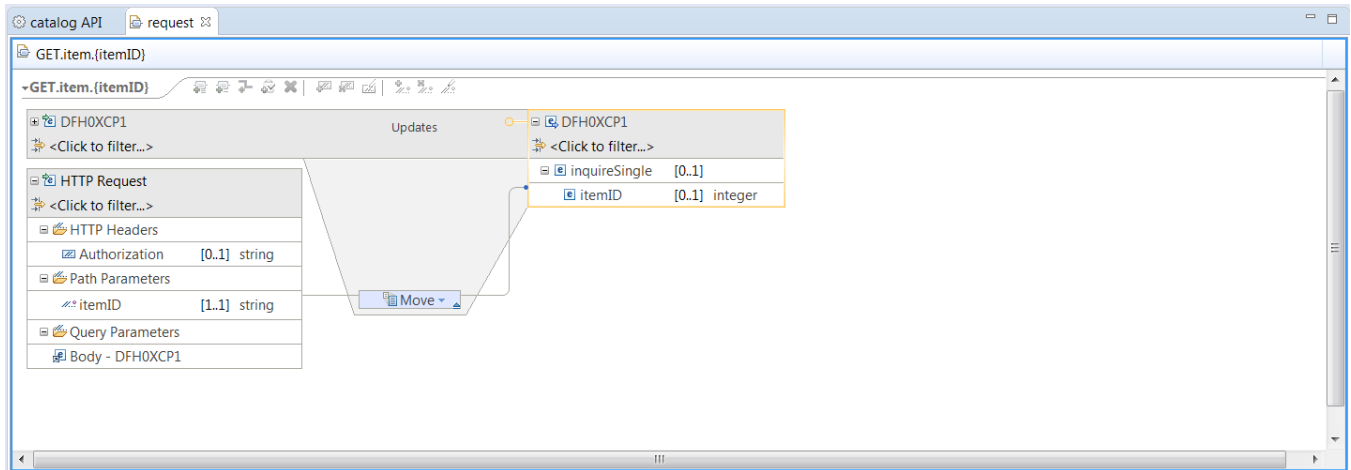 catalog API request
GET.item.{itemID}
GET.item.{itemID}
DFH0XCP1 Updates DFH0XCP1
<Click to filter...> <Click to filter...>
inquireSingle [0..1]
HTTP Request
itemID [0..1] integer
<Click to filter...>
HTTP Headers
Authorization [0..1] string
Path Parameters
itemID [1..1] string Move
Query Parameters
Body - DFH0XCP1